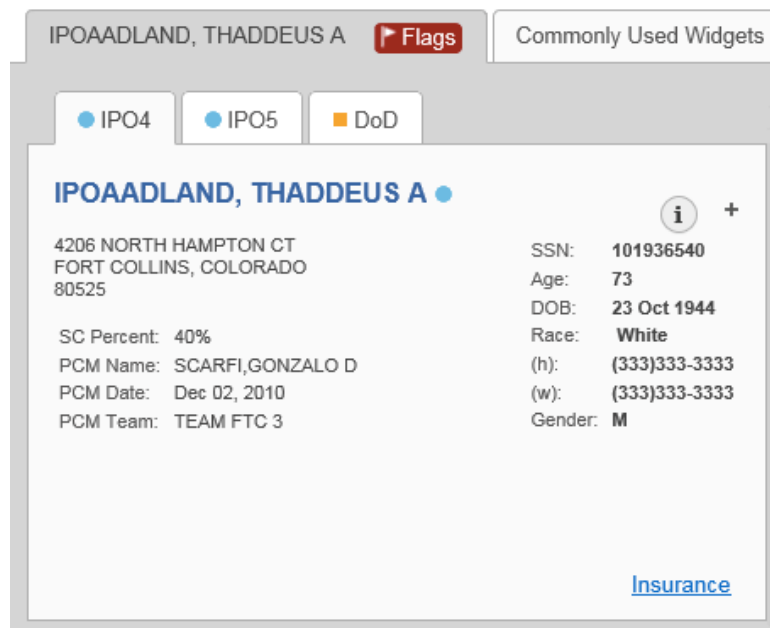 IPOAADLAND, THADDEUS A Flags Commonly Used Widgets
IPO4 IPO5 DoD
IPOAADLAND, THADDEUS A
i +
4206 NORTH HAMPTON CT
FORT COLLINS, COLORADO
80525
SC Percent: 40%
PCM Name: SCARFI,GONZALO D
PCM Date: Dec 02, 2010
PCM Team: TEAM FTC 3
SSN: 101936540
Age: 73
DOB: 23 Oct 1944
Race: White
(h): (333)333-3333
(w): (333)333-3333
Gender: M
Insurance